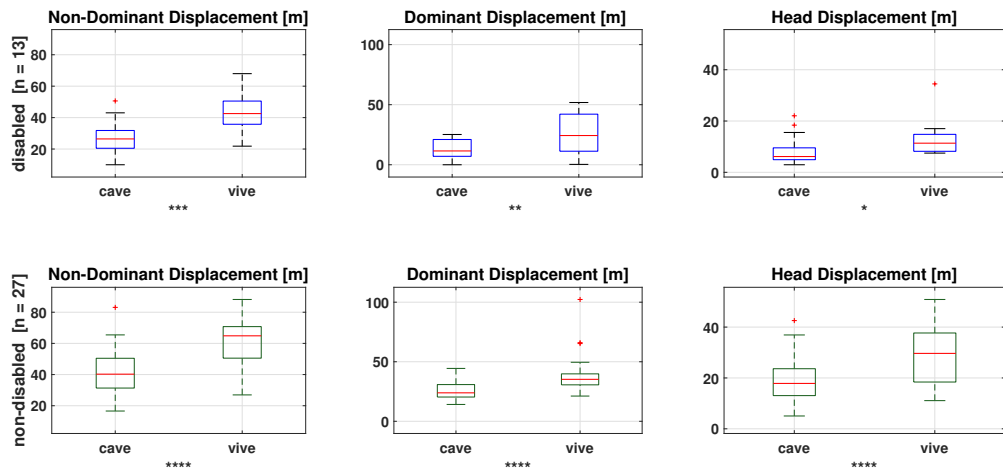 Non-Dominant Displacement [m]
Dominant Displacement [m]
Head Displacement [m]
disabled [n = 13]
80
60
40
20
cave
vive
***
100
50
0
cave
vive
**
40
20
0
cave
vive
*
Non-Dominant Displacement [m]
Dominant Displacement [m]
Head Displacement [m]
non-disabled [n = 27]
80
60
40
20
cave
vive
****
100
50
0
cave
vive
****
40
20
0
cave
vive
****